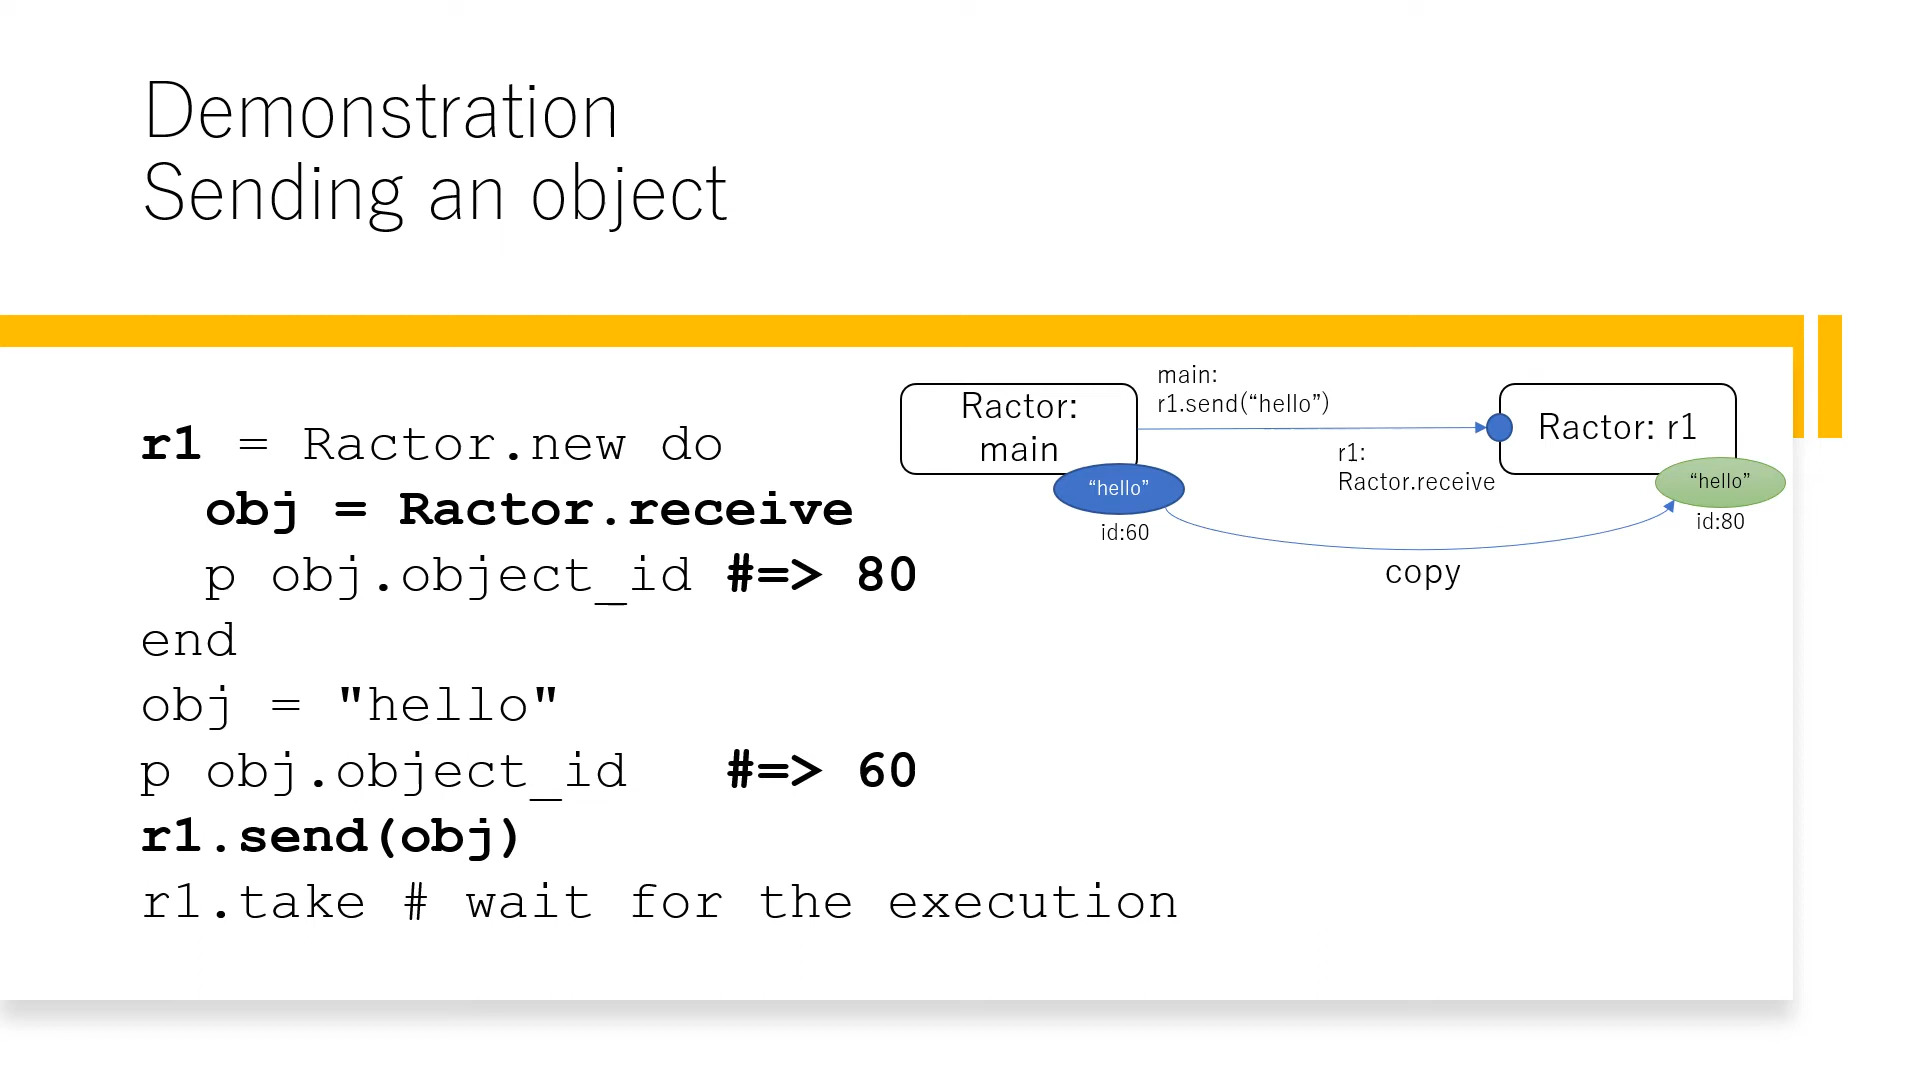 Demonstration
Sending an object
r1 = Ractor.new do
  obj = Ractor.receive
  p obj.object_id #=> 80
end
obj = "hello"
p obj.object_id   #=> 60
r1.send(obj)
r1.take # wait for the execution
Ractor:
main
main:
r1.send(“hello”)
r1:
Ractor.receive
Ractor: r1
“hello”
id:60
“hello”
id:80
copy